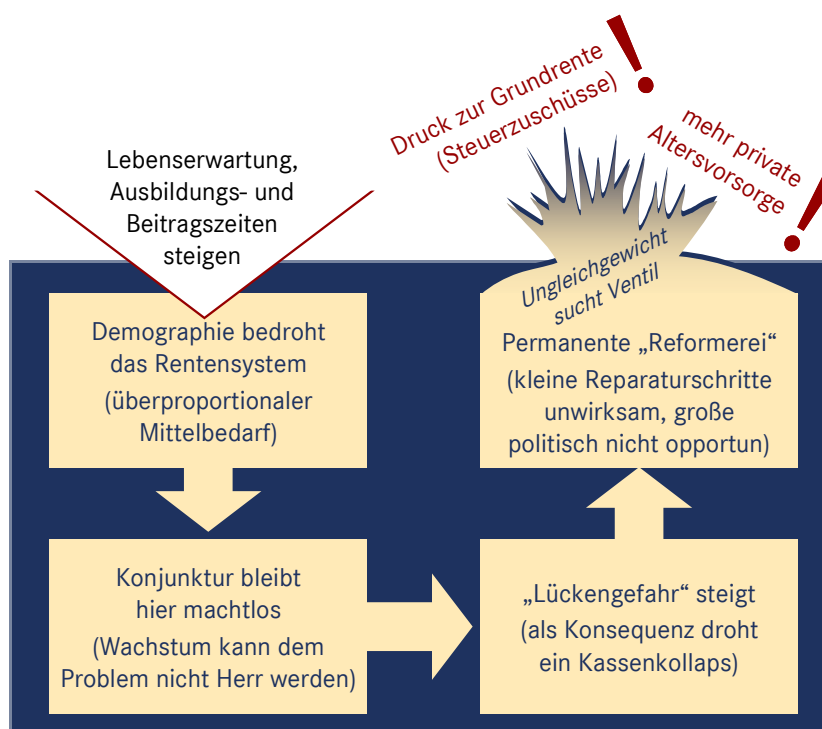 Lebenserwartung,
Ausbildungs- und
Beitragszeiten
steigen
Demographie bedroht
das Rentensystem
(überproportionaler
Mittelbedarf)
Konjunktur bleibt
hier machtlos
(Wachstum kann dem
Problem nicht Herr werden)
„Lückengefahr“ steigt
(als Konsequenz droht
ein Kassenkollaps)
Permanente „Reformerei“
(kleine Reparaturschritte
unwirksam, große
politisch nicht opportun)
Ungleichgewicht
sucht Ventil
Druck zur Grundrente
(Steuerzuschüsse)
!
mehr private
Altersvorsorge
!